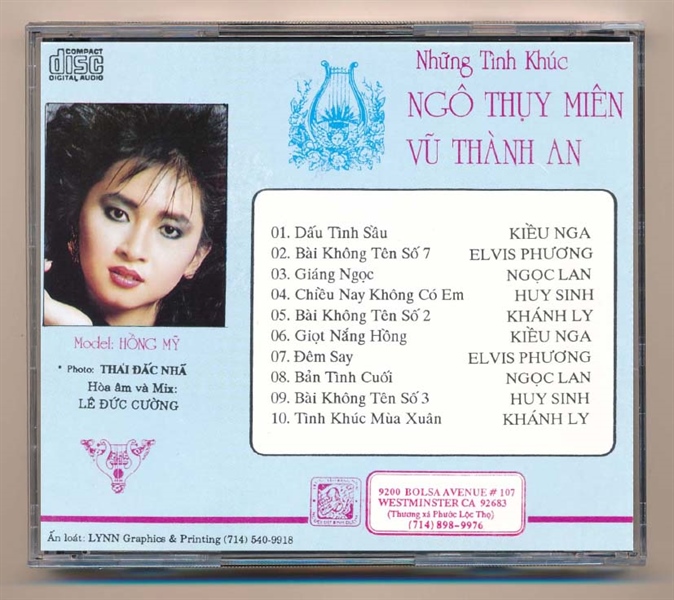 COMPACT
disc
DIGITAL AUDIO
Những Tình Khúc
NGÔ THỤY MIÊN
VŨ THÀNH AN
01. Dấu Tình Sầu KIỀU NGA
02. Bài Không Tên Số 7 ELVIS PHƯƠNG
03. Giáng Ngọc NGỌC LAN
04. Chiều Nay Không Có Em HUY SINH
05. Bài Không Tên Số 2 KHÁNH LY
06. Giọt Nắng Hồng KIỀU NGA
07. Đêm Say ELVIS PHƯƠNG
08. Bản Tình Cuối NGỌC LAN
09. Bài Không Tên Số 3 HUY SINH
10. Tình Khúc Mùa Xuân KHÁNH LY
Model: HỒNG MỸ
* Photo: THÁI ĐẮC NHÃ
Hòa âm và Mix:
LÊ ĐỨC CƯỜNG
9200 BOLSA AVENUE # 107
WESTMINSTER CA 92683
(Thương xá Phước Lộc Thọ)
(714) 898-9976
Ấn loát: LYNN Graphics & Printing (714) 540-9918